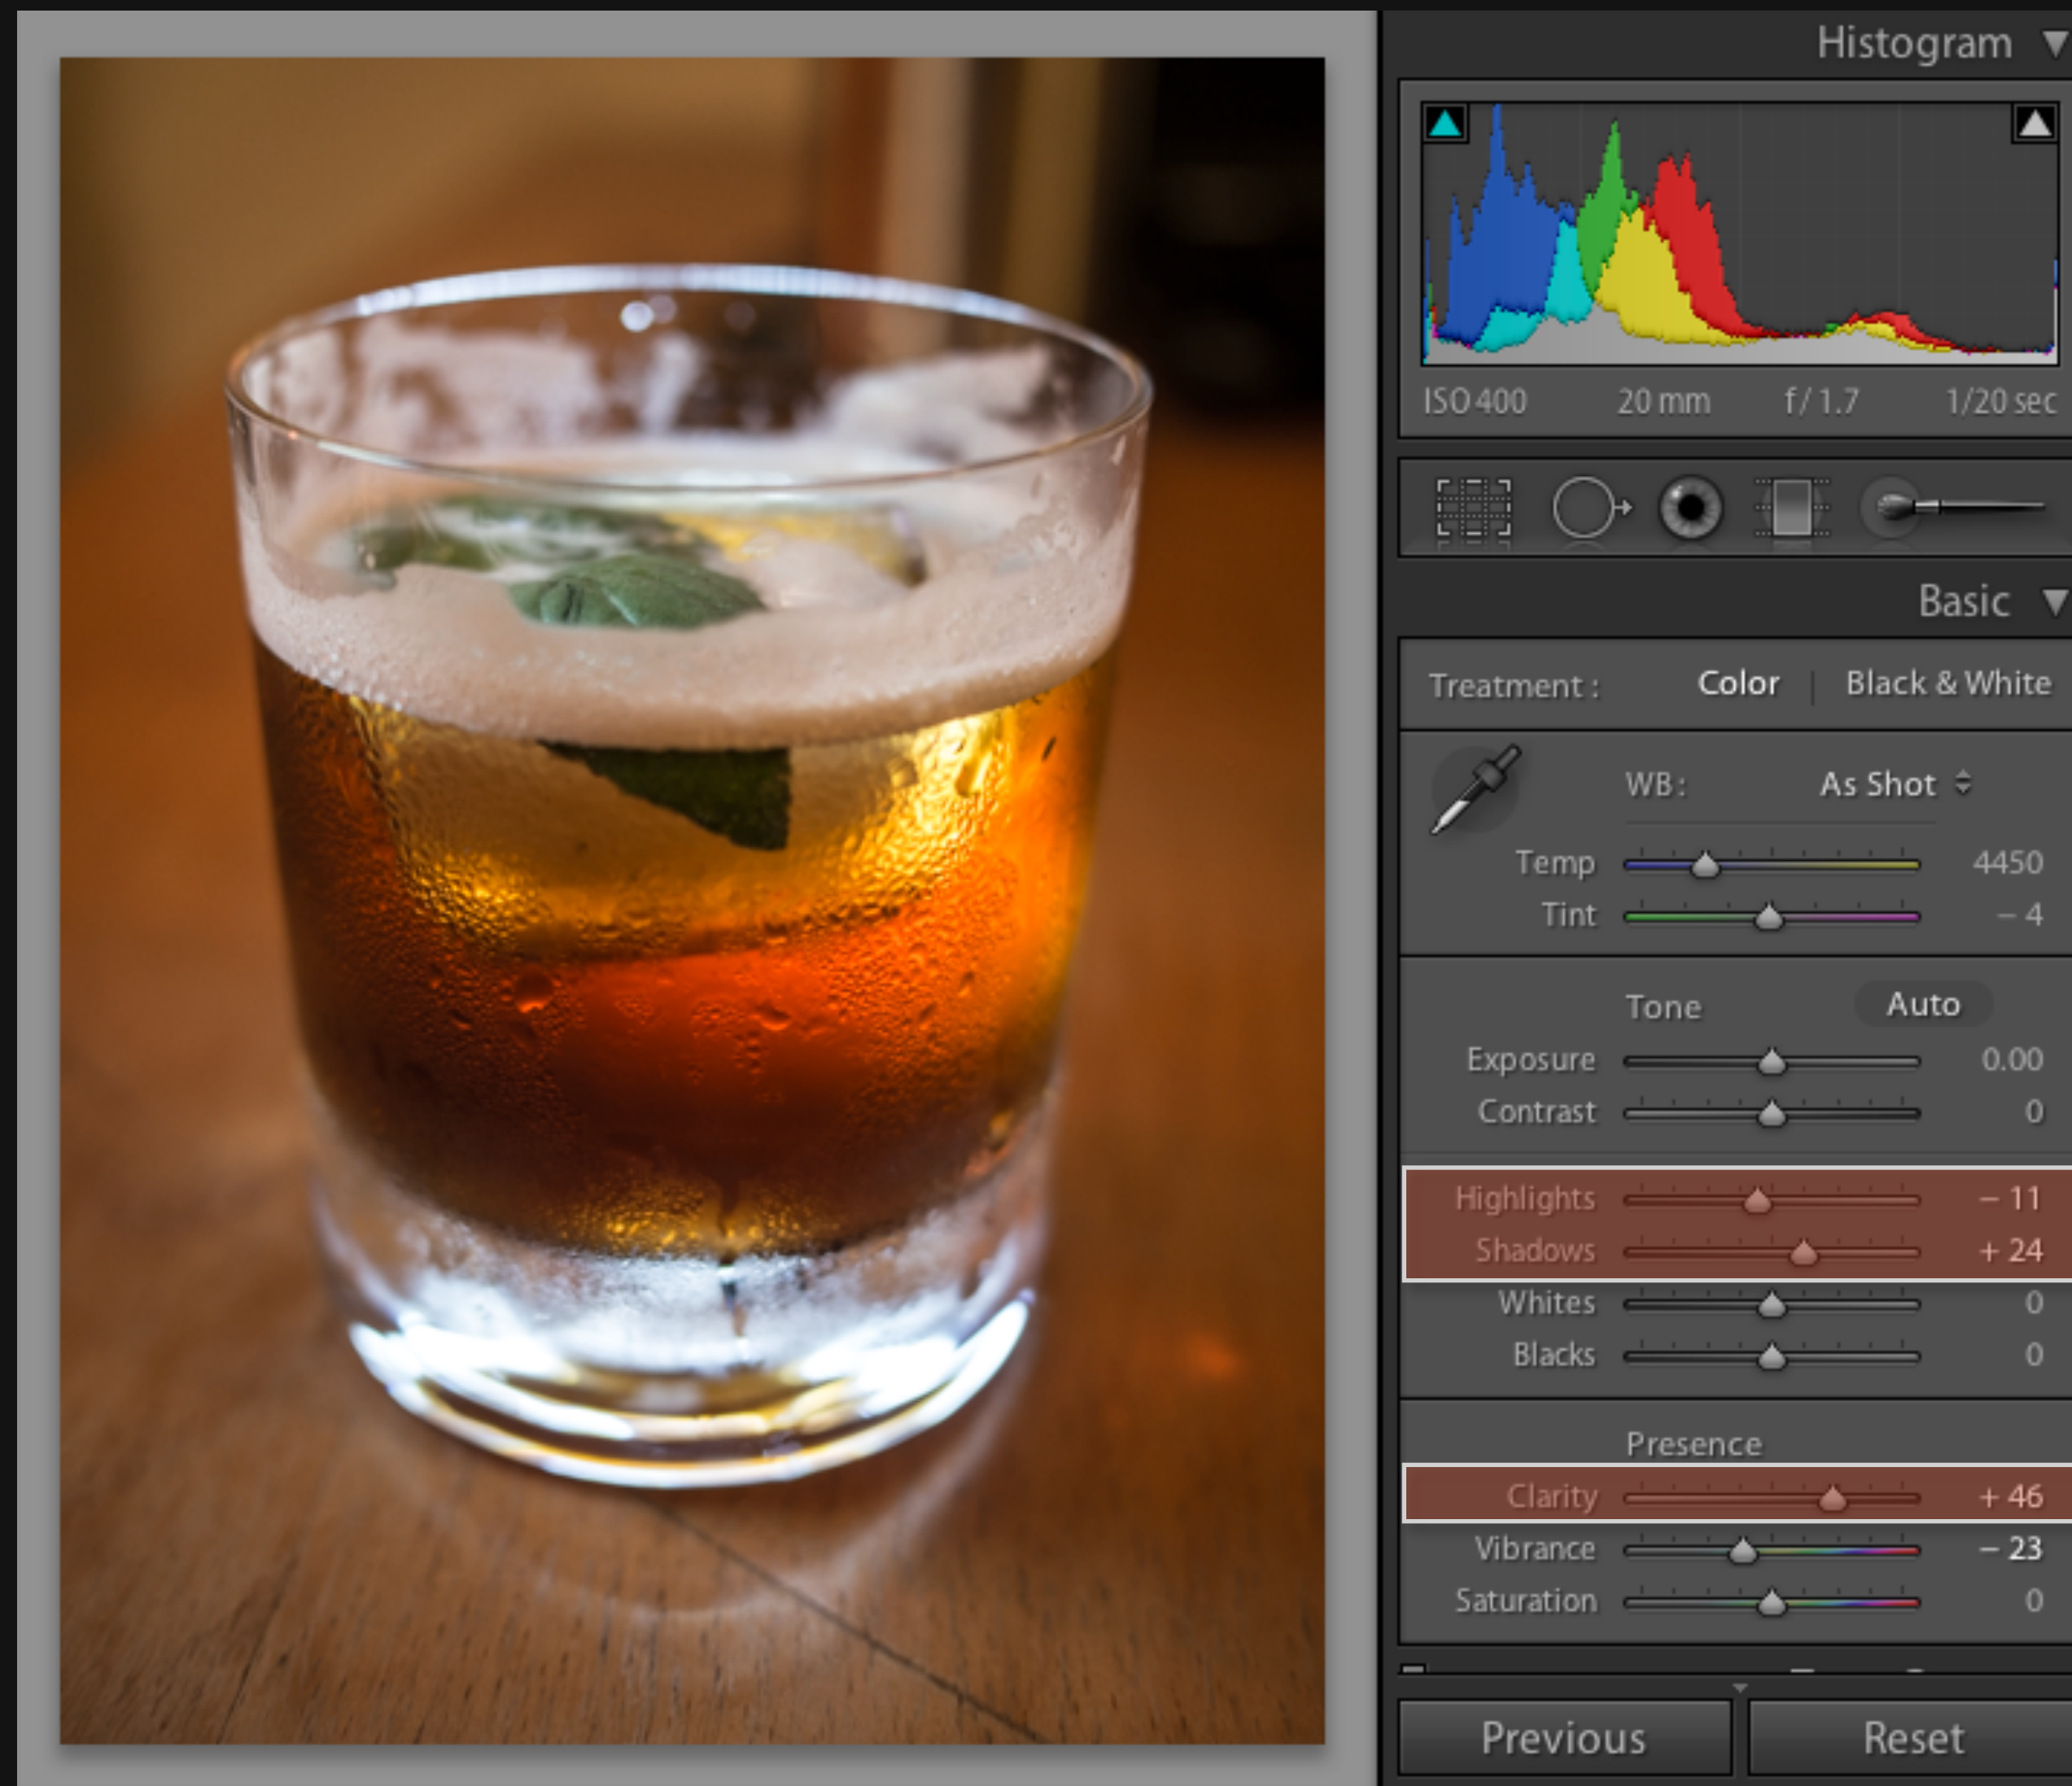 Histogram
ISO 400 20 mm f / 1.7 1/20 sec
Basic
Treatment : Color | Black & White
WB : As Shot
Temp 4450
Tint – 4
Tone Auto
Exposure 0.00
Contrast 0
Highlights – 11
Shadows + 24
Whites 0
Blacks 0
Presence
Clarity + 46
Vibrance – 23
Saturation 0
Previous Reset